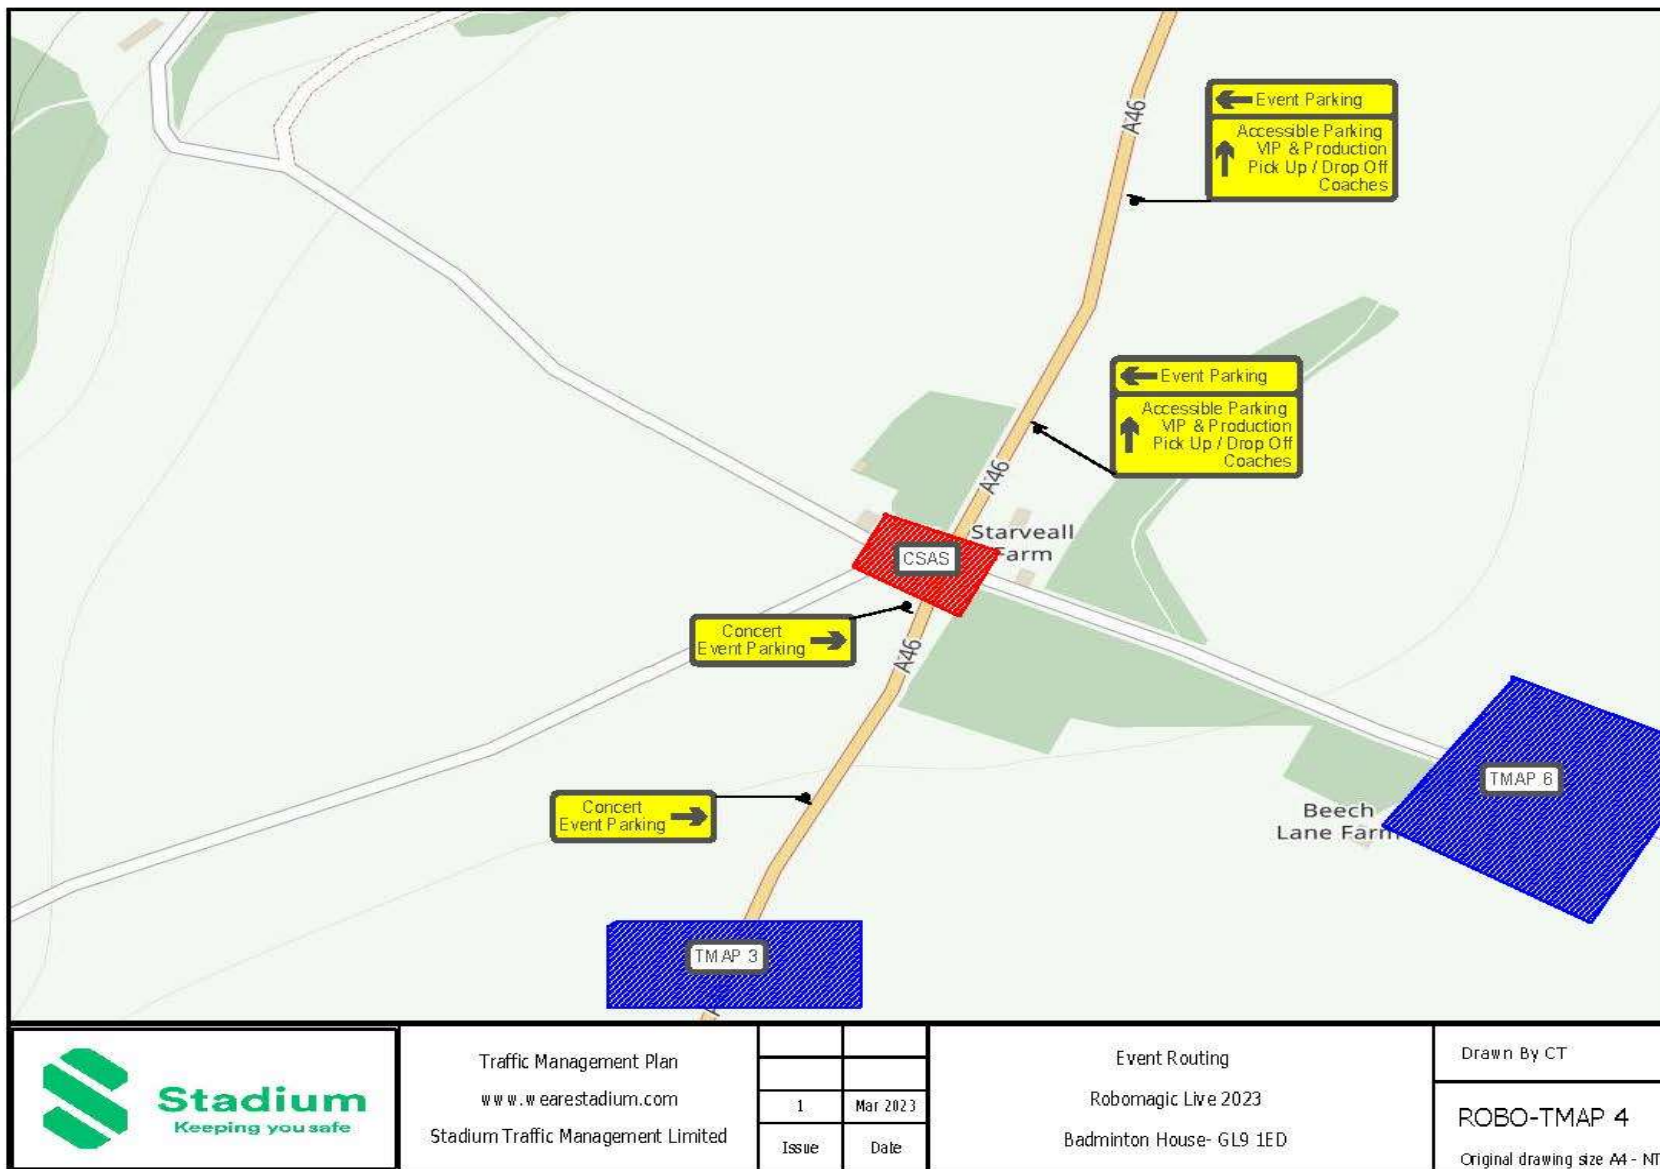 A46
Event Parking
Accessible Parking
VIP & Production
Pick Up / Drop Off
Coaches
Event Parking
Accessible Parking
VIP & Production
Pick Up / Drop Off
Coaches
A46
Starveall
Farm
CSAS
Concert
Event Parking
A46
TMAP 6
Concert
Event Parking
Beech
Lane Farm
TMAP 3
Stadium
Keeping you safe
Traffic Management Plan
www.wearestadium.com
Stadium Traffic Management Limited
1
Mar 2023
Issue
Date
Event Routing
Robomagic Live 2023
Badminton House- GL9 1ED
Drawn By CT
ROBO-TMAP 4
Original drawing size A4 - NT